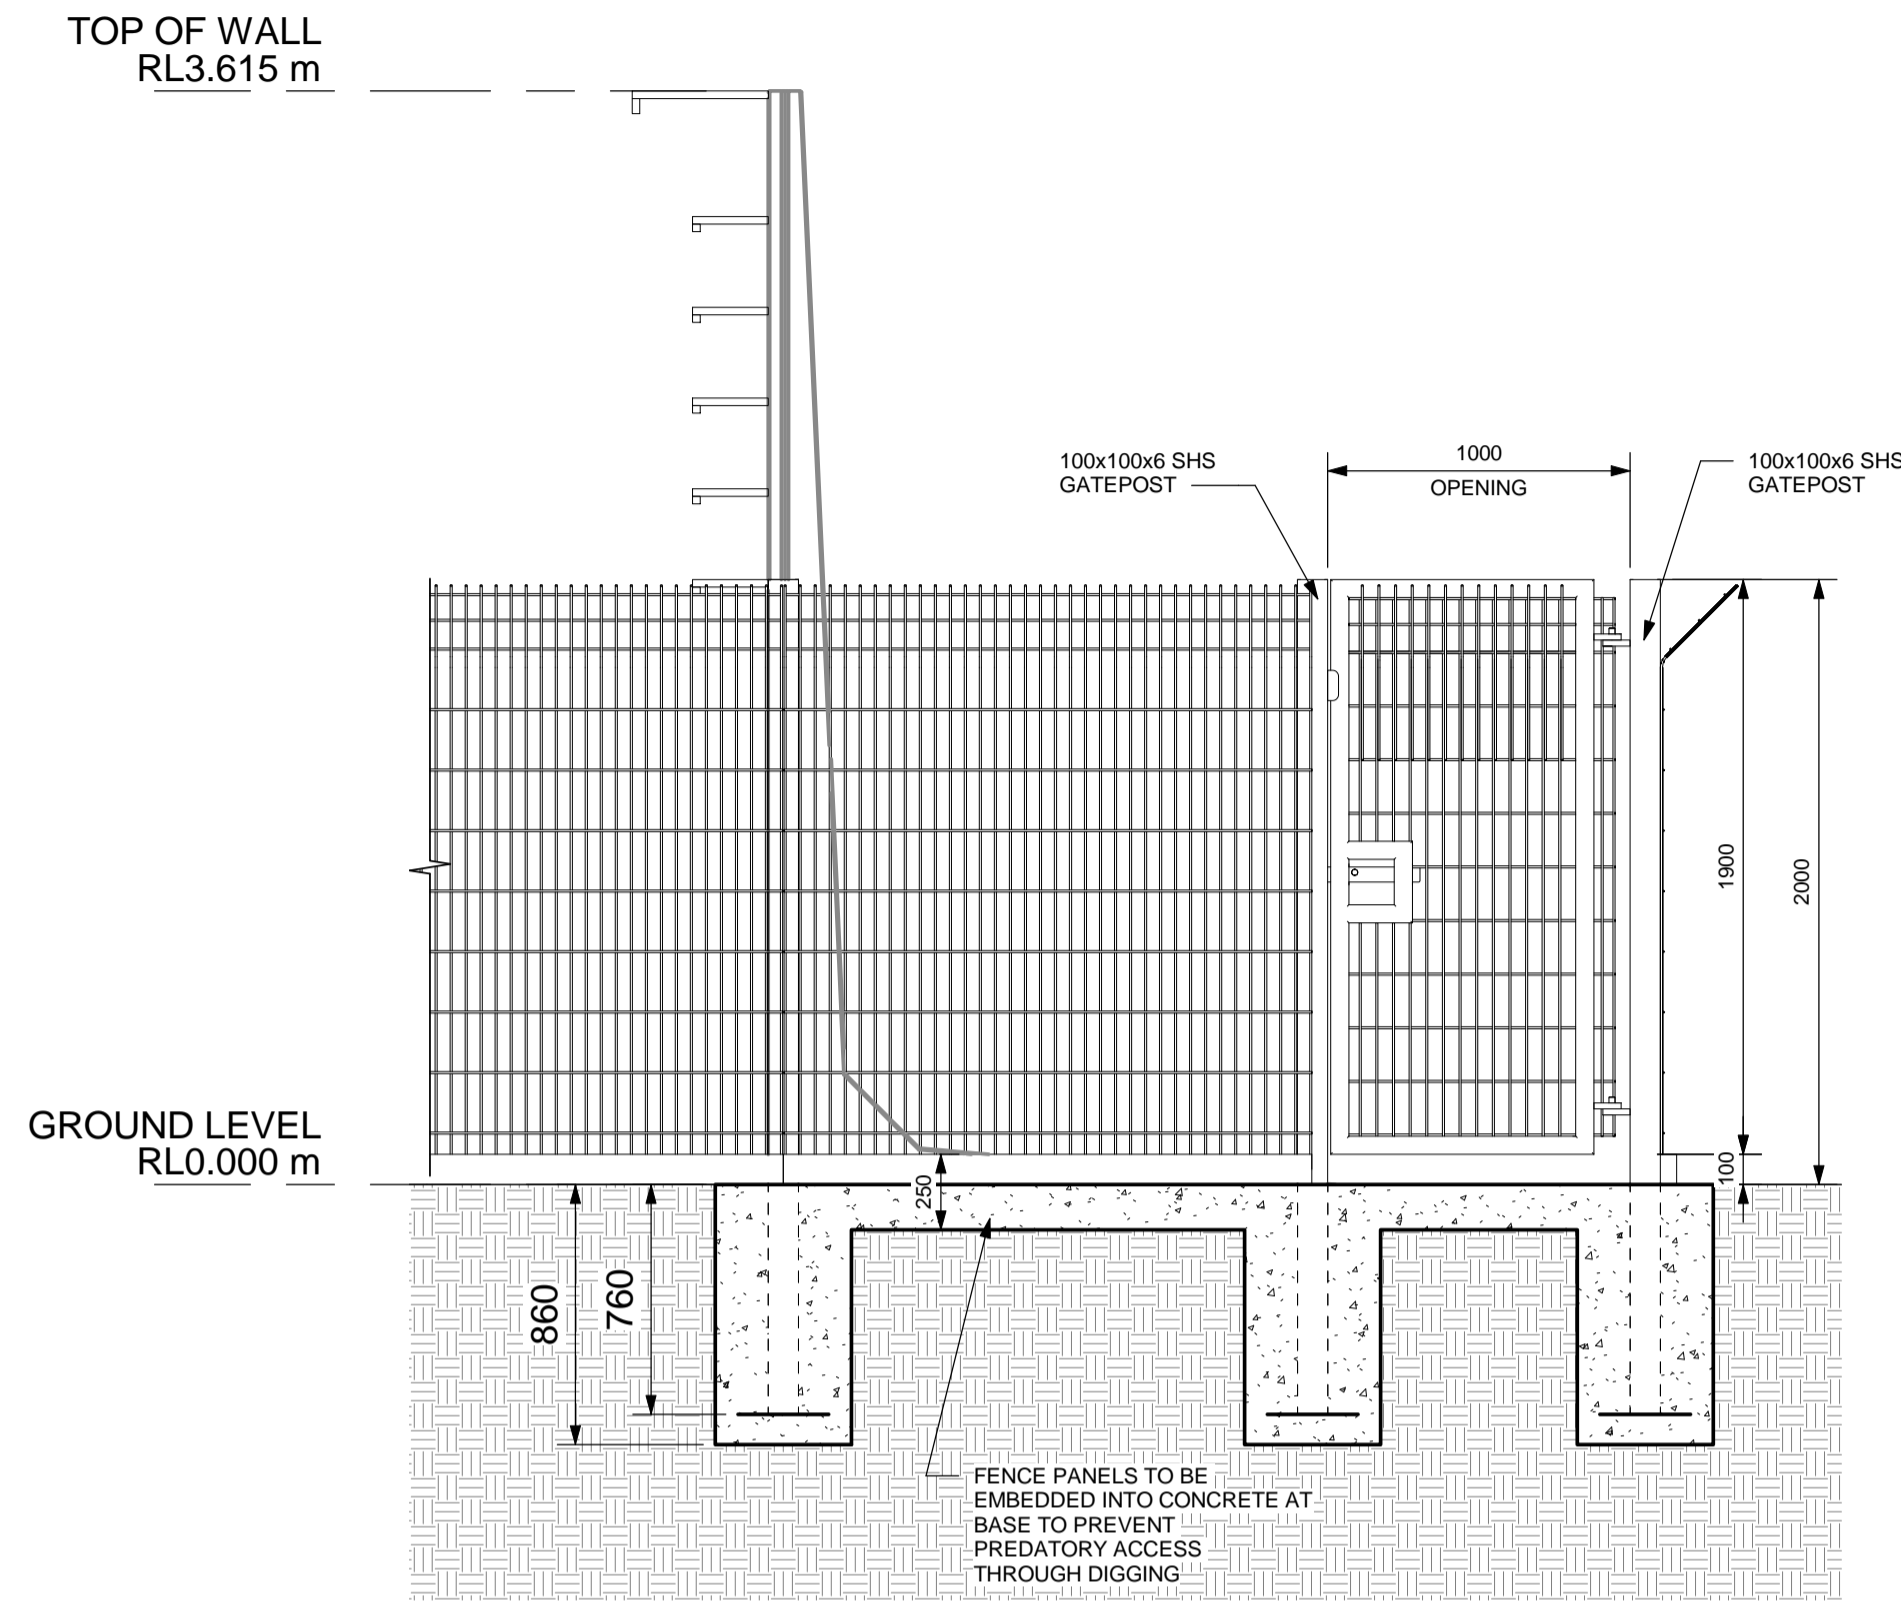 TOP OF WALL
RL3.615 m
100x100x6 SHS
GATEPOST
1000
OPENING
100x100x6 SHS
GATEPOST
1900
2000
GROUND LEVEL
RL0.000 m
100
250
860
760
FENCE PANELS TO BE
EMBEDDED INTO CONCRETE AT
BASE TO PREVENT
PREDATORY ACCESS
THROUGH DIGGING